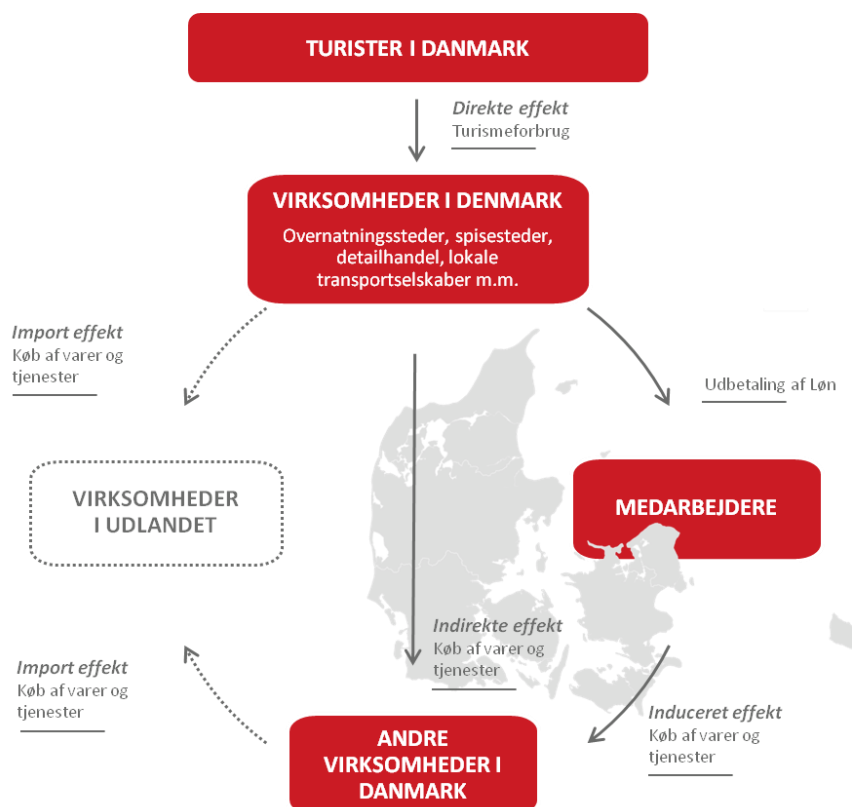 TURISTER I DANMARK
Direkte effekt
Turismeforbrug
VIRKSOMHEDER I DENMARK
Overnatningssteder, spisesteder,
detailhandel, lokale
transportselskaber m.m.
Import effekt
Køb af varer og
tjenester
Udbetaling af Løn
VIRKSOMHEDER
I UDLANDET
MEDARBEJDERE
Indirekte effekt
Køb af varer og
tjenester
Import effekt
Køb af varer og
tjenester
Induceret effekt
Køb af varer og
tjenester
ANDRE
VIRKSOMHEDER I
DANMARK